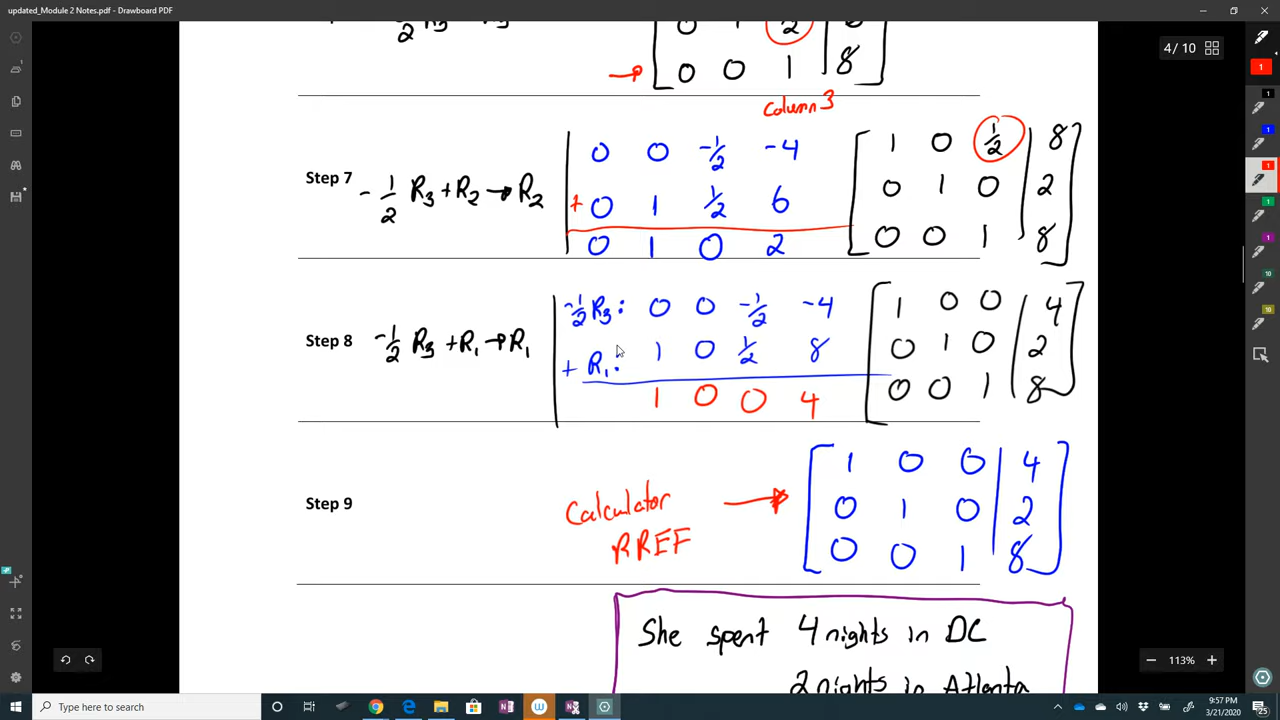 updated_Module 2 Notes.pdf - Drawboard PDF
4/10
0 0 1 | 8
Column 3
Step 7
-1/2 R3 + R2 → R2
0 0 -1/2 -4
+ 0 1 1/2 6
0 1 0 2
1 0 1/2 | 8
0 1 0 | 2
0 0 1 | 8
Step 8
-1/2 R3 + R1 → R1
-1/2 R3: 0 0 -1/2 -4
+ R1: 1 0 1/2 8
1 0 0 4
1 0 0 | 4
0 1 0 | 2
0 0 1 | 8
Step 9
Calculator →
RREF
1 0 0 | 4
0 1 0 | 2
0 0 1 | 8
She spent 4 nights in DC
2 nights in Atlanta
113%
Type here to search
9:57 PM
3/21/2020